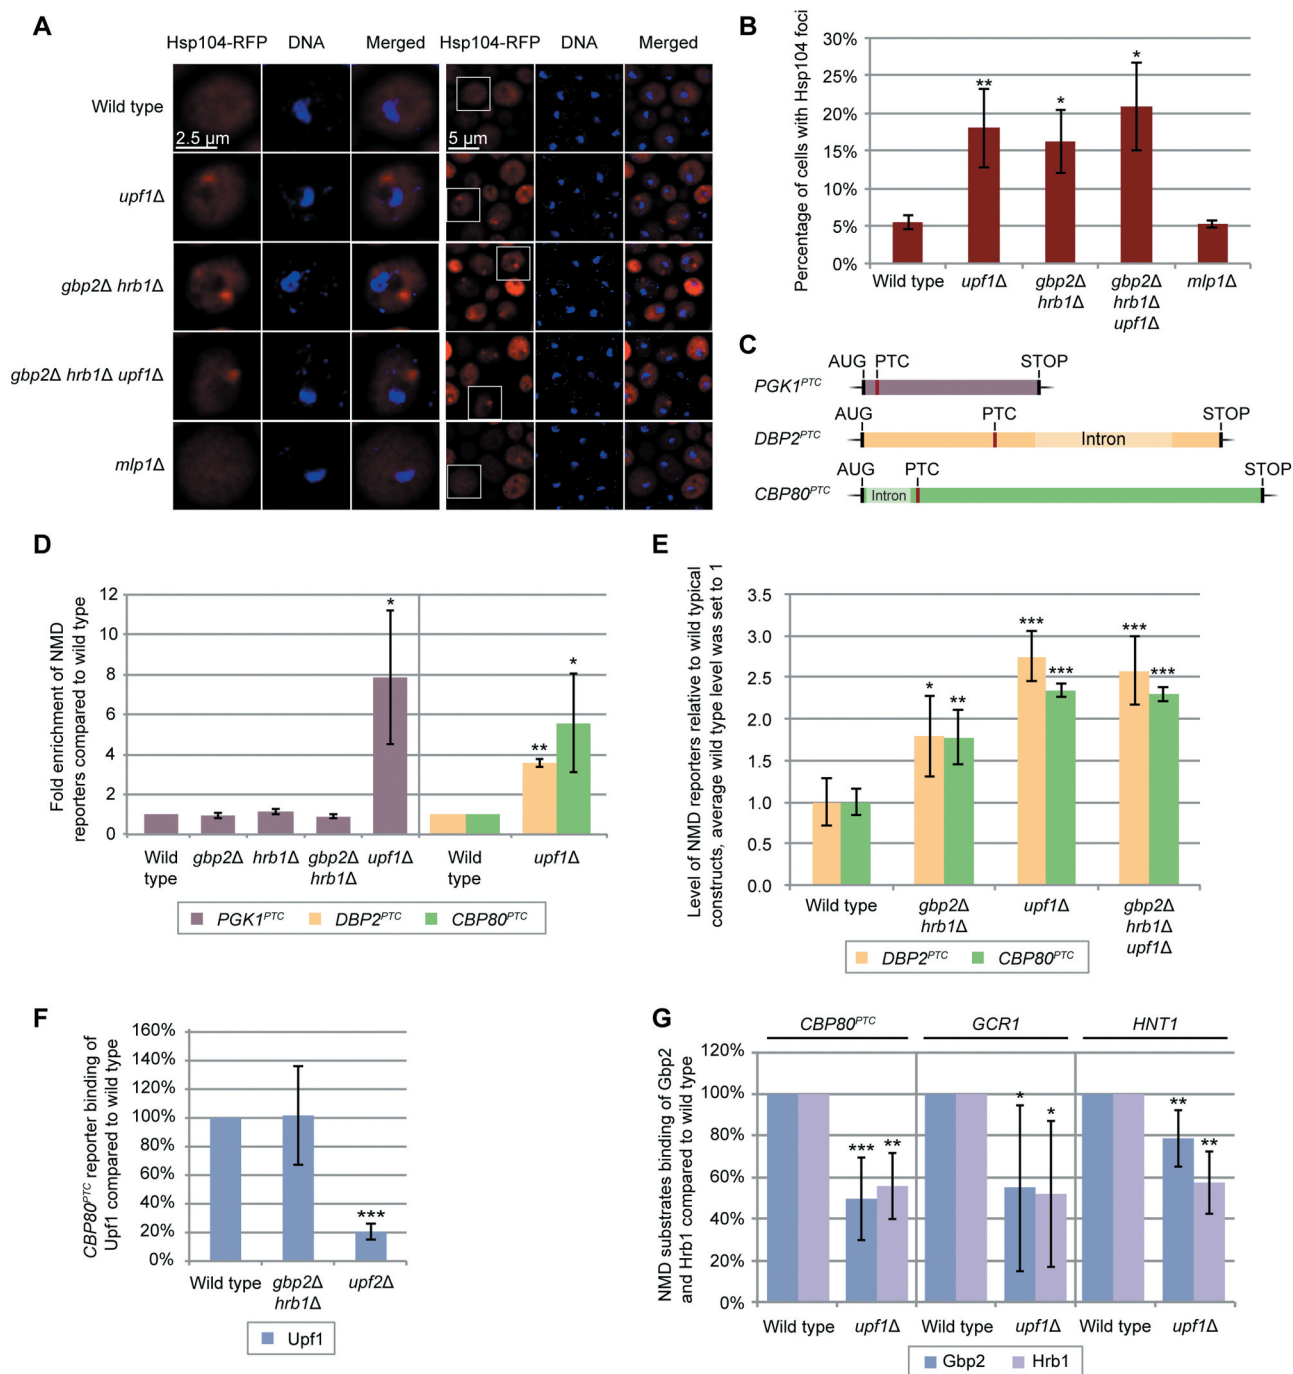 A
Hsp104-RFP DNA Merged Hsp104-RFP DNA Merged
Wild type
2.5 µm
5 µm
upf1Δ
gbp2Δ hrb1Δ
gbp2Δ hrb1Δ upf1Δ
mlp1Δ
B
Percentage of cells with Hsp104 foci
30%
25%
20%
15%
10%
5%
0%
**
*
*
Wild type
upf1Δ
gbp2Δ
hrb1Δ
gbp2Δ
hrb1Δ
upf1Δ
mlp1Δ
C
AUG PTC STOP
PGK1PTC
AUG PTC STOP
DBP2PTC
Intron
AUG PTC STOP
CBP80PTC
Intron
D
Fold enrichment of NMD
reporters compared to wild type
12
10
8
6
4
2
0
*
**
*
Wild
type
gbp2Δ
hrb1Δ
gbp2Δ
hrb1Δ
upf1Δ
Wild
type
upf1Δ
PGK1PTC DBP2PTC CBP80PTC
E
Level of NMD reporters relative to wild typical
constructs, average wild type level was set to 1
3.5
3.0
2.5
2.0
1.5
1.0
0.5
0.0
*
**
***
***
***
***
Wild type
gbp2Δ
hrb1Δ
upf1Δ
gbp2Δ
hrb1Δ
upf1Δ
DBP2PTC CBP80PTC
F
CBP80PTC reporter binding of
Upf1 compared to wild type
160%
140%
120%
100%
80%
60%
40%
20%
0%
***
Wild type
gbp2Δ
hrb1Δ
upf2Δ
Upf1
G
CBP80PTC GCR1 HNT1
NMD substrates binding of Gbp2
and Hrb1 compared to wild type
120%
100%
80%
60%
40%
20%
0%
***
**
*
*
**
**
Wild type upf1Δ Wild type upf1Δ Wild type upf1Δ
Gbp2 Hrb1